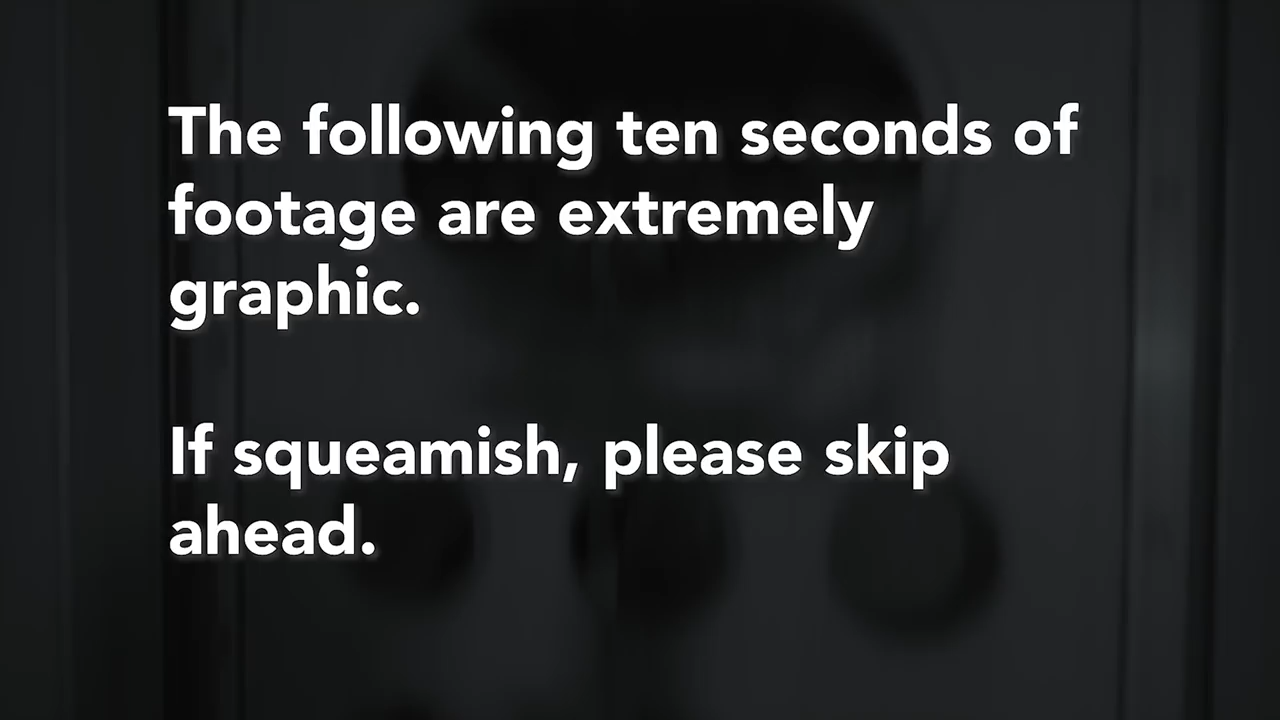 The following ten seconds of
footage are extremely
graphic.
If squeamish, please skip
ahead.